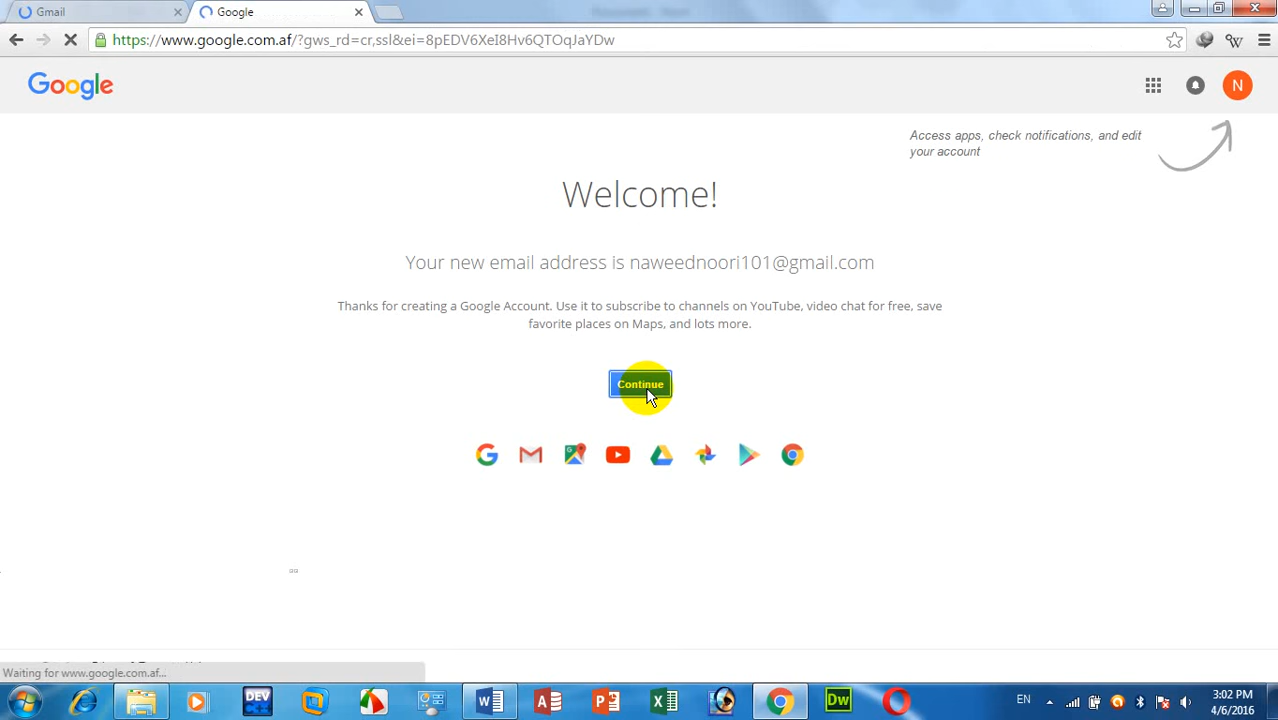 Gmail
Google
https://www.google.com.af/?gws_rd=cr,ssl&ei=8pEDV6XeI8Hv6QTOqJaYDw
Google
N
Access apps, check notifications, and edit
your account
Welcome!
Your new email address is naweednoori101@gmail.com
Thanks for creating a Google Account. Use it to subscribe to channels on YouTube, video chat for free, save
favorite places on Maps, and lots more.
Continue
Waiting for www.google.com.af...
DEV
Dw
EN
3:02 PM
4/6/2016